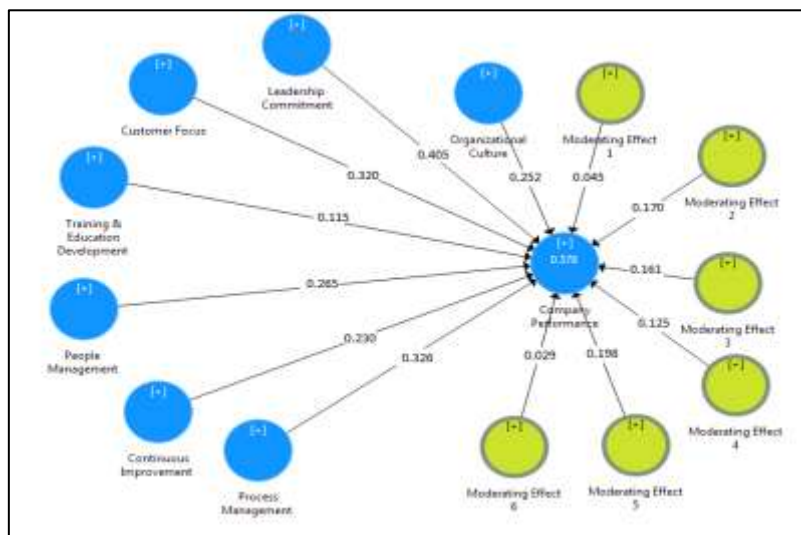 [+]
Leadership
Commitment
[+]
Customer Focus
[+]
Training &
Education
Development
[+]
People
Management
[+]
Continuous
Improvement
[+]
Process
Management
[+]
Organizational
Culture
[+]
Moderating Effect
1
[+]
Moderating Effect
2
[+]
Moderating Effect
3
[+]
Moderating Effect
4
[+]
Moderating Effect
5
[+]
Moderating Effect
6
[+]
0.578
Company
Performance
0.405
0.320
0.115
0.265
0.230
0.326
0.252
0.045
0.170
0.161
0.125
0.198
0.029